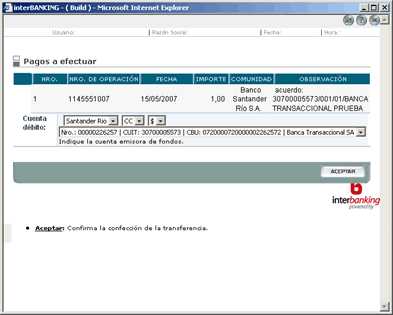 interBANKING - ( Build ) - Microsoft Internet Explorer
Usuario: | Razón Social: | Fecha: | Hora:
Pagos a efectuar
NRO. NRO. DE OPERACIÓN FECHA IMPORTE COMUNIDAD OBSERVACIÓN
1 1145551007 15/05/2007 1,00 Banco Santander Río S.A. acuerdo: 30700005573/001/01/BANCA TRANSACCIONAL PRUEBA
Cuenta débito: Santander Rio CC $
Nro.: 00000226257 | CUIT: 30700005573 | CBU: 0720000720000002262572 | Banca Transaccional SA
Indique la cuenta emisora de fondos.
ACEPTAR
interbanking
powered by
• Aceptar: Confirma la confección de la transferencia.